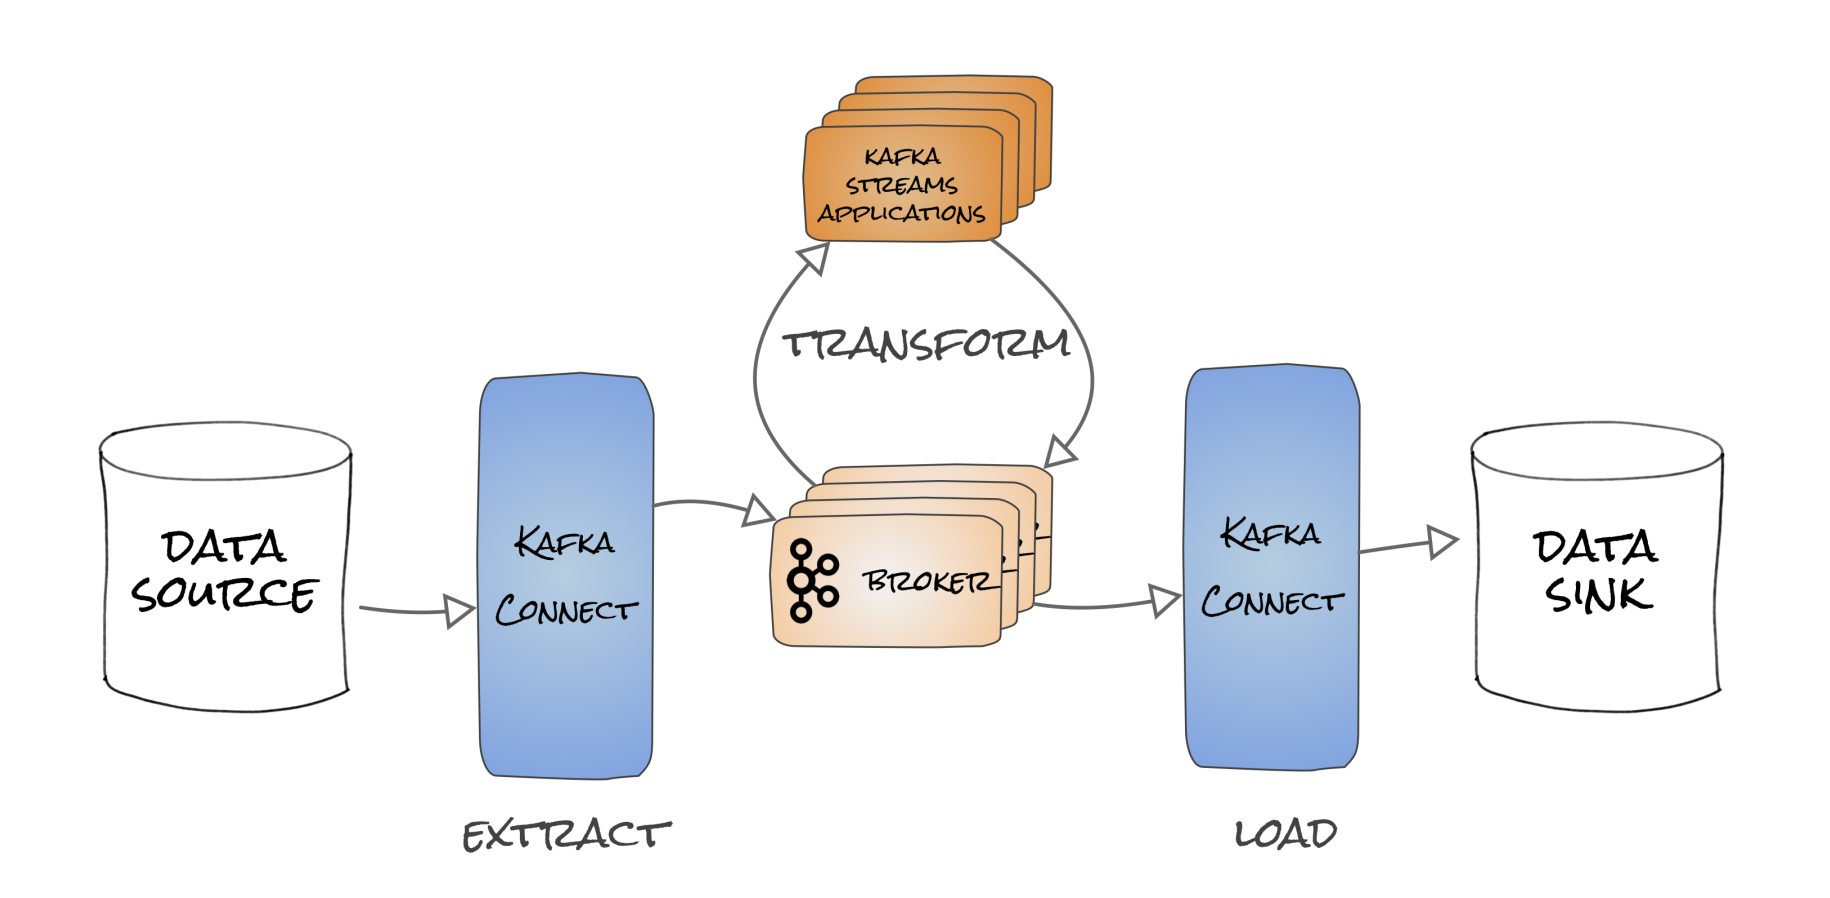 KAFKA
STREAMS
APPLICATIONS
TRANSFORM
DATA
SOURCE
KAFKA
CONNECT
BROKER
KAFKA
CONNECT
DATA
SINK
EXTRACT
LOAD